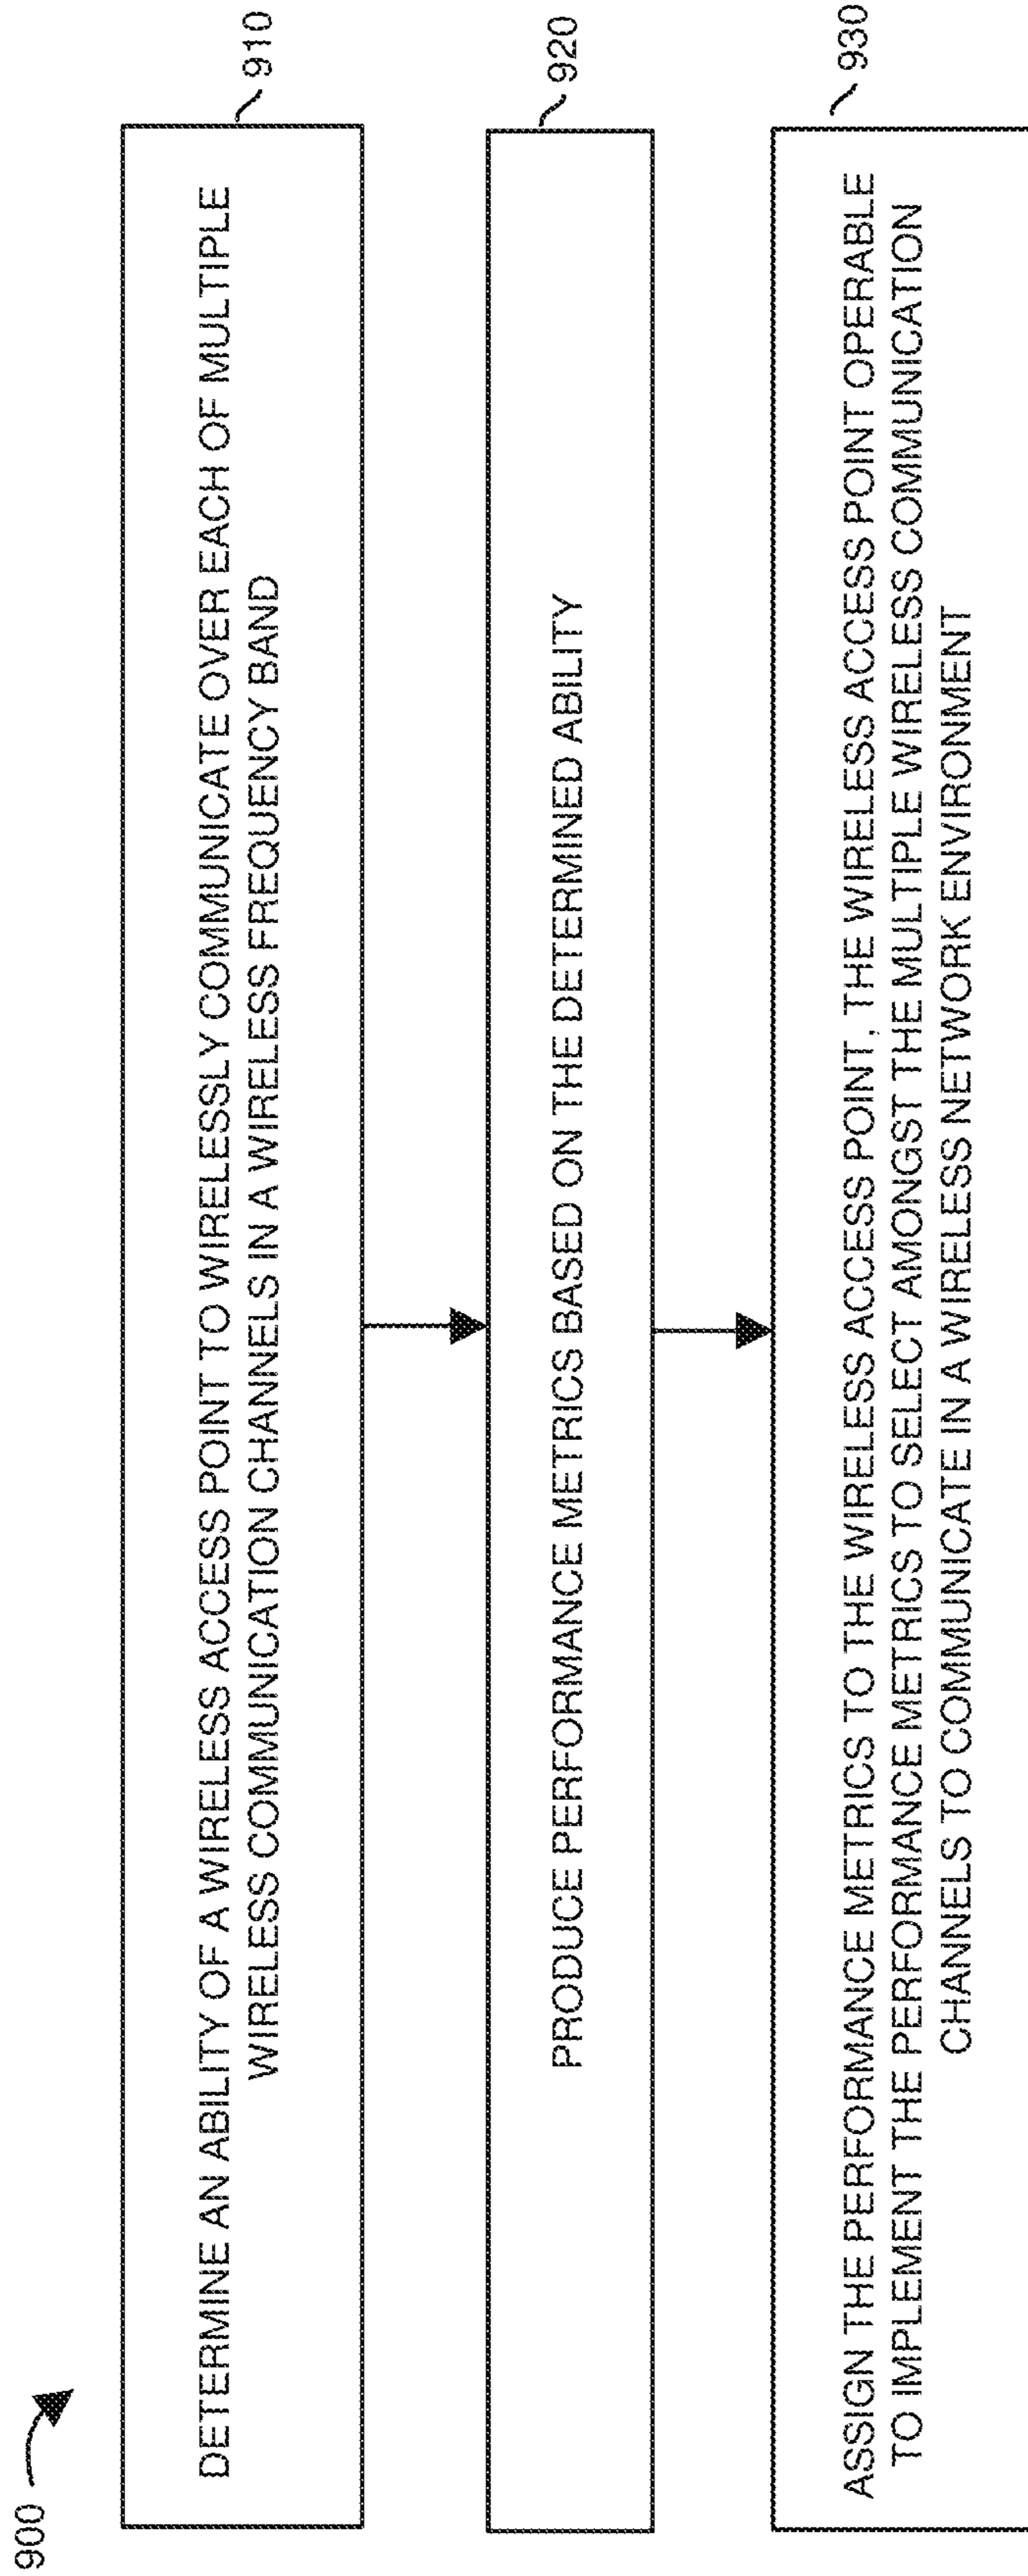 900
910
DETERMINE AN ABILITY OF A WIRELESS ACCESS POINT TO WIRELESSLY COMMUNICATE OVER EACH OF MULTIPLE
WIRELESS COMMUNICATION CHANNELS IN A WIRELESS FREQUENCY BAND
920
PRODUCE PERFORMANCE METRICS BASED ON THE DETERMINED ABILITY
930
ASSIGN THE PERFORMANCE METRICS TO THE WIRELESS ACCESS POINT, THE WIRELESS ACCESS POINT OPERABLE
TO IMPLEMENT THE PERFORMANCE METRICS TO SELECT AMONGST THE MULTIPLE WIRELESS COMMUNICATION
CHANNELS TO COMMUNICATE IN A WIRELESS NETWORK ENVIRONMENT